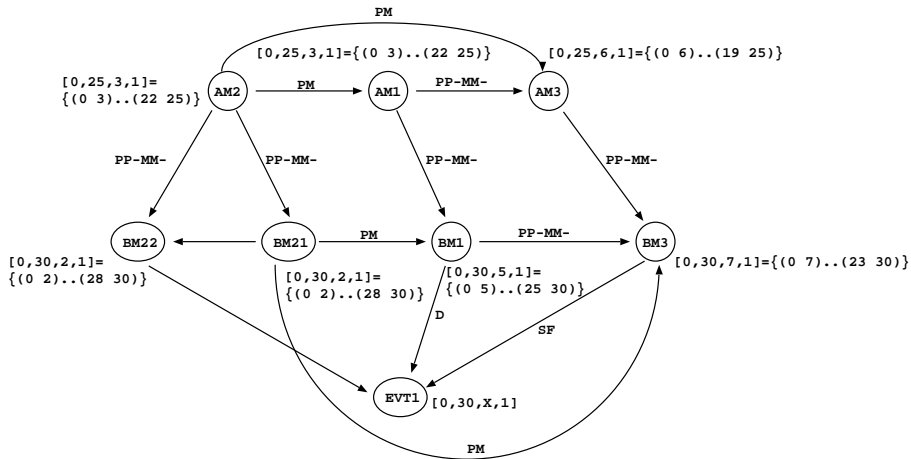 PM
[0,25,3,1]={(0 3)..(22 25)}
[0,25,6,1]={(0 6)..(19 25)}
[0,25,3,1]=
{(0 3)..(22 25)}
AM2
PM
AM1
PP-MM-
AM3
PP-MM-
PP-MM-
PP-MM-
PP-MM-
BM22
BM21
PM
BM1
PP-MM-
BM3
[0,30,2,1]=
{(0 2)..(28 30)}
[0,30,2,1]=
{(0 2)..(28 30)}
[0,30,5,1]=
{(0 5)..(25 30)}
[0,30,7,1]={(0 7)..(23 30)}
D
SF
EVT1
[0,30,X,1]
PM